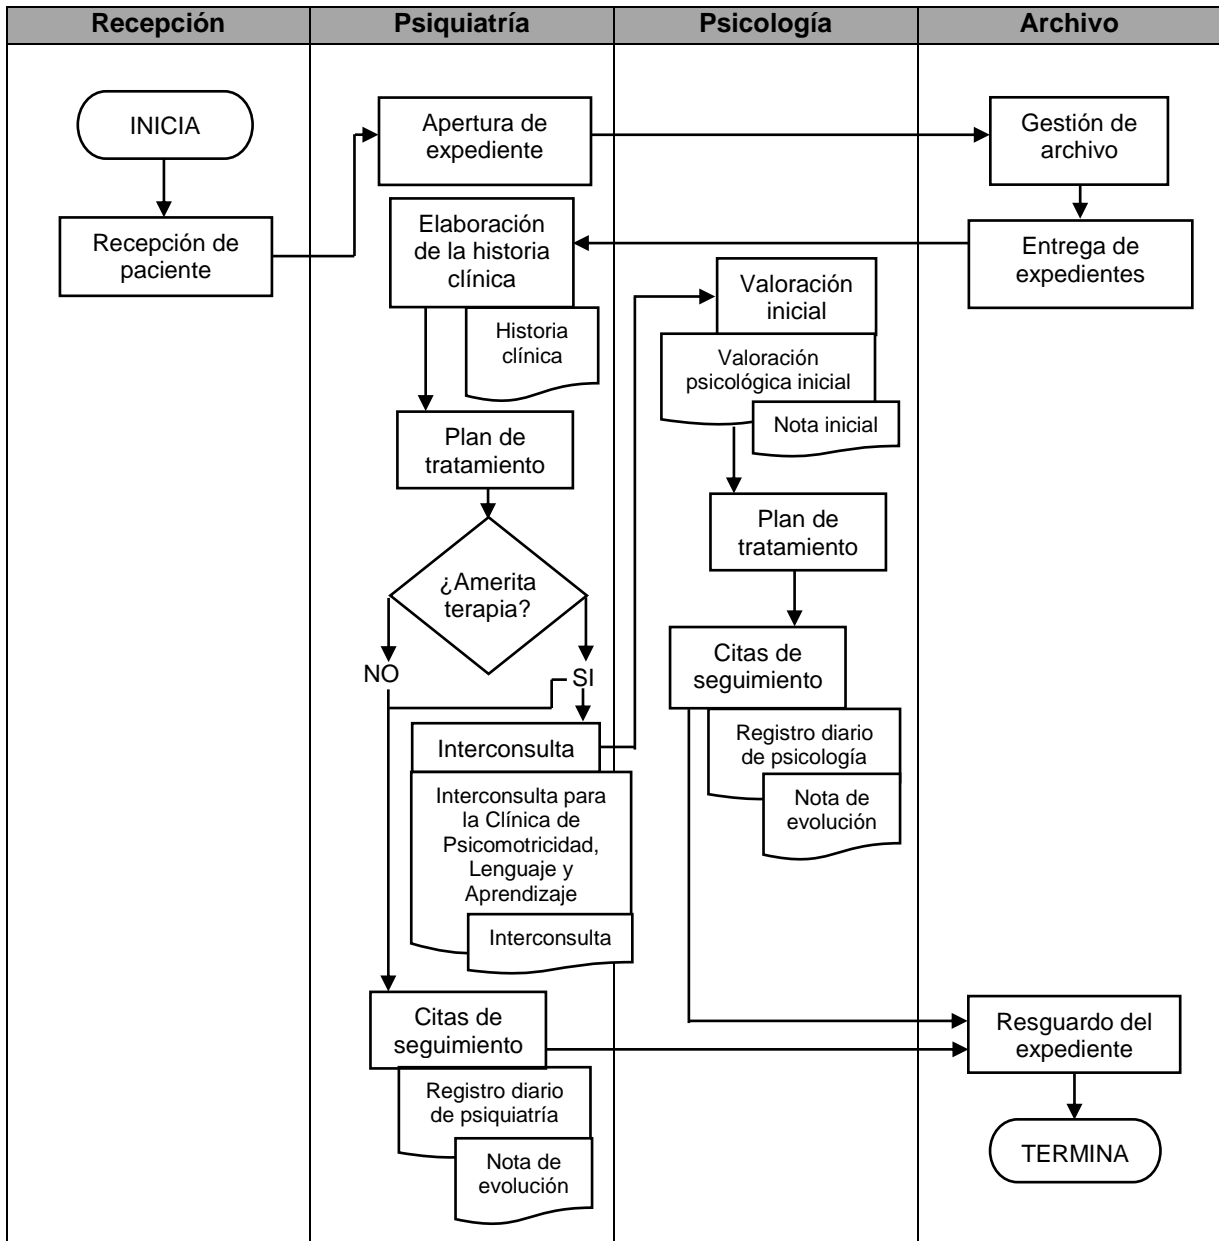 Recepción
Psiquiatría
Psicología
Archivo
INICIA
Recepción de
paciente
Apertura de
expediente
Gestión de
archivo
Entrega de
expedientes
Elaboración
de la historia
clínica
Historia
clínica
Plan de
tratamiento
¿Amerita
terapia?
NO
SI
Interconsulta
Interconsulta para
la Clínica de
Psicomotricidad,
Lenguaje y
Aprendizaje
Interconsulta
Valoración
inicial
Valoración
psicológica inicial
Nota inicial
Plan de
tratamiento
Citas de
seguimiento
Registro diario
de psicología
Nota de
evolución
Citas de
seguimiento
Registro diario
de psiquiatría
Nota de
evolución
Resguardo del
expediente
TERMINA